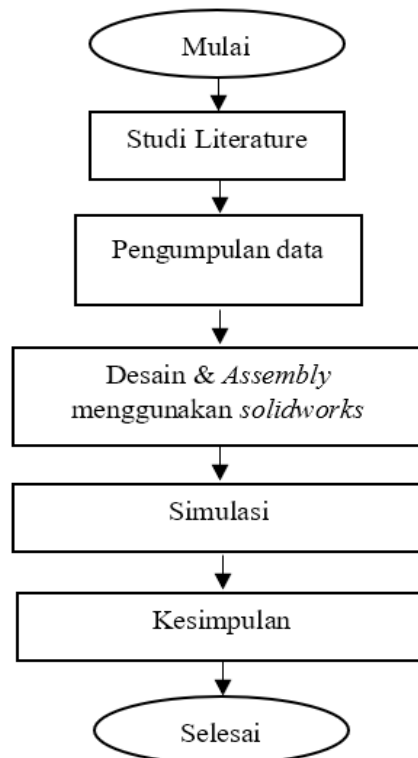 Mulai
Studi Literature
Pengumpulan data
Desain & Assembly
menggunakan solidworks
Simulasi
Kesimpulan
Selesai